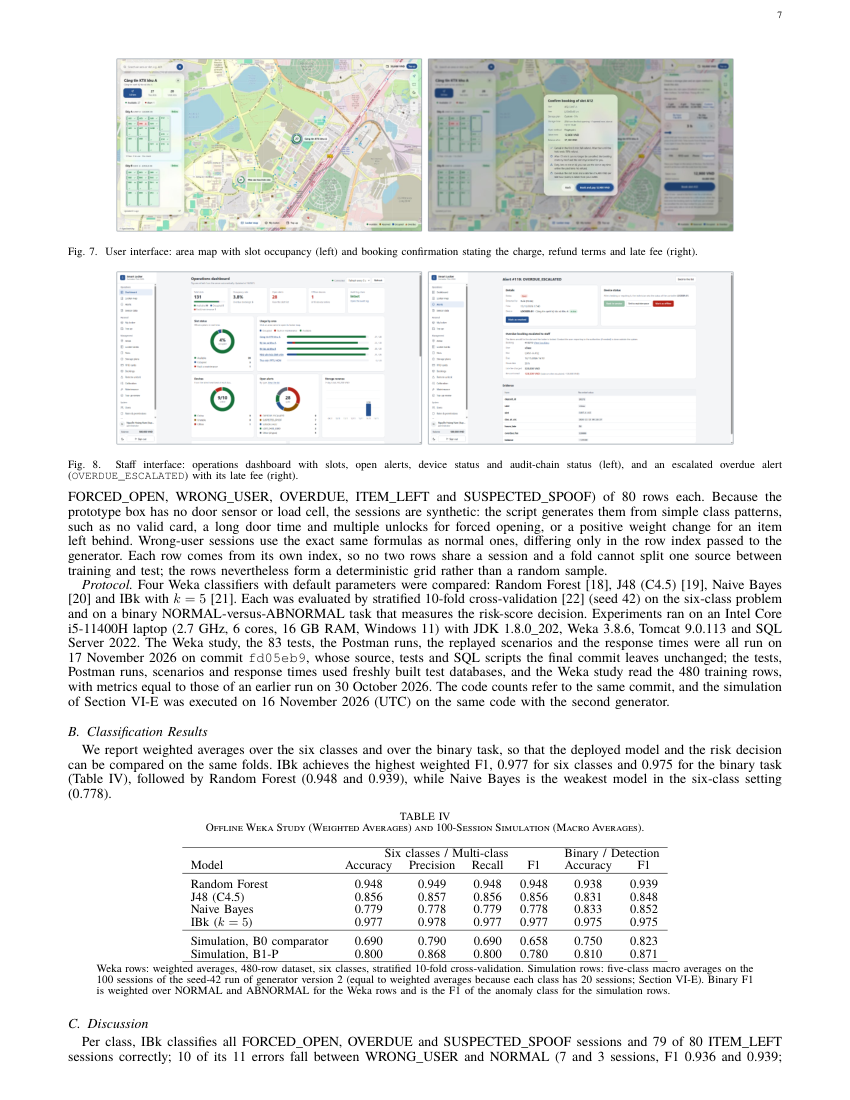 7
Công ty KTX khu A
Confirm booking of slot A12
Fig. 7. User interface: area map with slot occupancy (left) and booking confirmation stating the charge, refund terms and late fee (right).
Operations dashboard
131
3.8%
28
1
4%
9/10
28
Alert #119: OVERDUE_ESCALATED
Fig. 8. Staff interface: operations dashboard with slots, open alerts, device status and audit-chain status (left), and an escalated overdue alert
(OVERDUE_ESCALATED) with its late fee (right).
FORCED_OPEN, WRONG_USER, OVERDUE, ITEM_LEFT and SUSPECTED_SPOOF) of 80 rows each. Because the
prototype box has no door sensor or load cell, the sessions are synthetic: the script generates them from simple class patterns,
such as no valid card, a long door time and multiple unlocks for forced opening, or a positive weight change for an item
left behind. Wrong-user sessions use the exact same formulas as normal ones, differing only in the row index passed to the
generator. Each row comes from its own index, so no two rows share a session and a fold cannot split one source between
training and test; the rows nevertheless form a deterministic grid rather than a random sample.
Protocol. Four Weka classifiers with default parameters were compared: Random Forest [18], J48 (C4.5) [19], Naive Bayes
[20] and IBk with k = 5 [21]. Each was evaluated by stratified 10-fold cross-validation [22] (seed 42) on the six-class problem
and on a binary NORMAL-versus-ABNORMAL task that measures the risk-score decision. Experiments ran on an Intel Core
i5-11400H laptop (2.7 GHz, 6 cores, 16 GB RAM, Windows 11) with JDK 1.8.0_202, Weka 3.8.6, Tomcat 9.0.113 and SQL
Server 2022. The Weka study, the 83 tests, the Postman runs, the replayed scenarios and the response times were all run on
17 November 2026 on commit fd05eb9, whose source, tests and SQL scripts the final commit leaves unchanged; the tests,
Postman runs, scenarios and response times used freshly built test databases, and the Weka study read the 480 training rows,
with metrics equal to those of an earlier run on 30 October 2026. The code counts refer to the same commit, and the simulation
of Section VI-E was executed on 16 November 2026 (UTC) on the same code with the second generator.
B. Classification Results
We report weighted averages over the six classes and over the binary task, so that the deployed model and the risk decision
can be compared on the same folds. IBk achieves the highest weighted F1, 0.977 for six classes and 0.975 for the binary task
(Table IV), followed by Random Forest (0.948 and 0.939), while Naive Bayes is the weakest model in the six-class setting
(0.778).
TABLE IV
OFFLINE WEKA STUDY (WEIGHTED AVERAGES) AND 100-SESSION SIMULATION (MACRO AVERAGES).
Six classes / Multi-class Binary / Detection
Model Accuracy Precision Recall F1 Accuracy F1
Random Forest 0.948 0.949 0.948 0.948 0.938 0.939
J48 (C4.5) 0.856 0.857 0.856 0.856 0.831 0.848
Naive Bayes 0.779 0.778 0.779 0.778 0.833 0.852
IBk (k = 5) 0.977 0.978 0.977 0.977 0.975 0.975
Simulation, B0 comparator 0.690 0.790 0.690 0.658 0.750 0.823
Simulation, B1-P 0.800 0.868 0.800 0.780 0.810 0.871
Weka rows: weighted averages, 480-row dataset, six classes, stratified 10-fold cross-validation. Simulation rows: five-class macro averages on the
100 sessions of the seed-42 run of generator version 2 (equal to weighted averages because each class has 20 sessions; Section VI-E). Binary F1
is weighted over NORMAL and ABNORMAL for the Weka rows and is the F1 of the anomaly class for the simulation rows.
C. Discussion
Per class, IBk classifies all FORCED_OPEN, OVERDUE and SUSPECTED_SPOOF sessions and 79 of 80 ITEM_LEFT
sessions correctly; 10 of its 11 errors fall between WRONG_USER and NORMAL (7 and 3 sessions, F1 0.936 and 0.939;